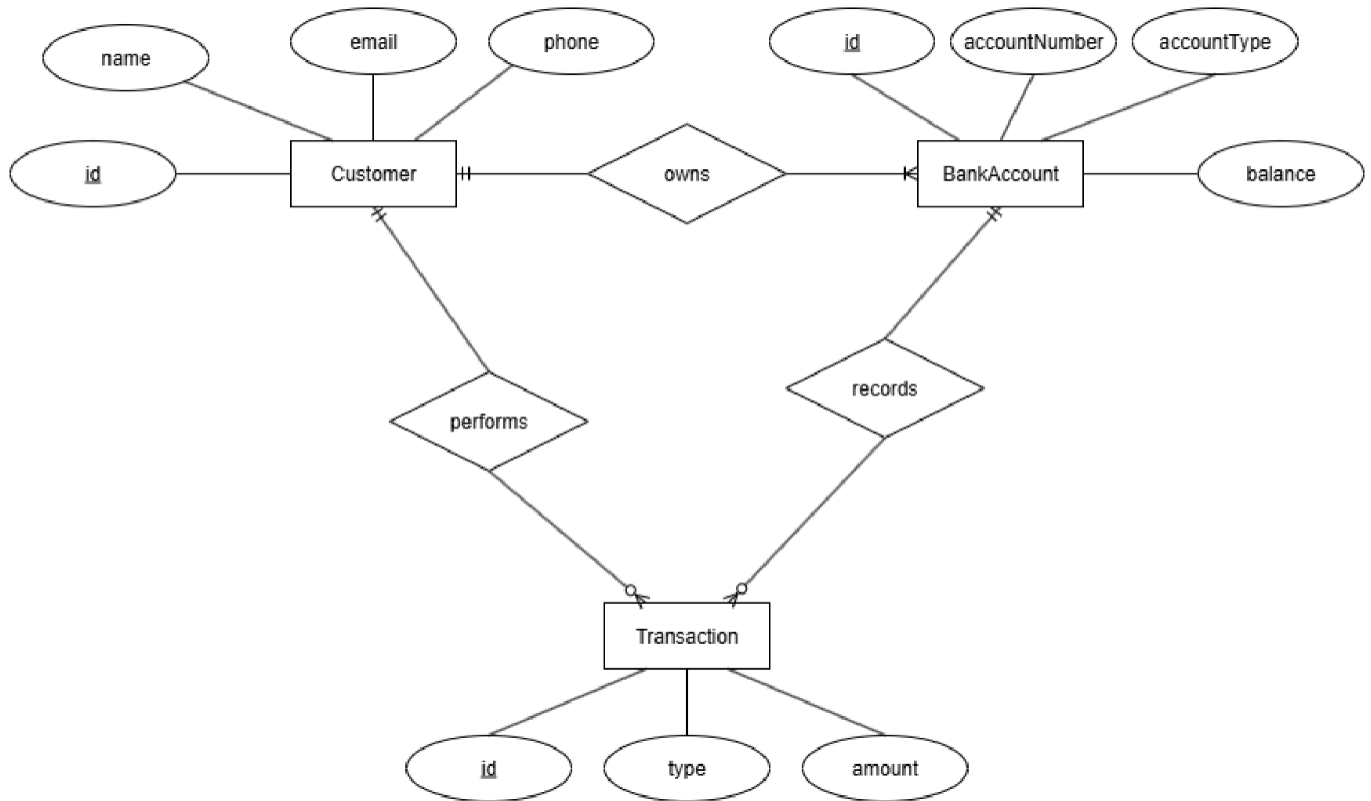 name
email
phone
id
accountNumber
accountType
id
Customer
owns
BankAccount
balance
performs
records
Transaction
id
type
amount